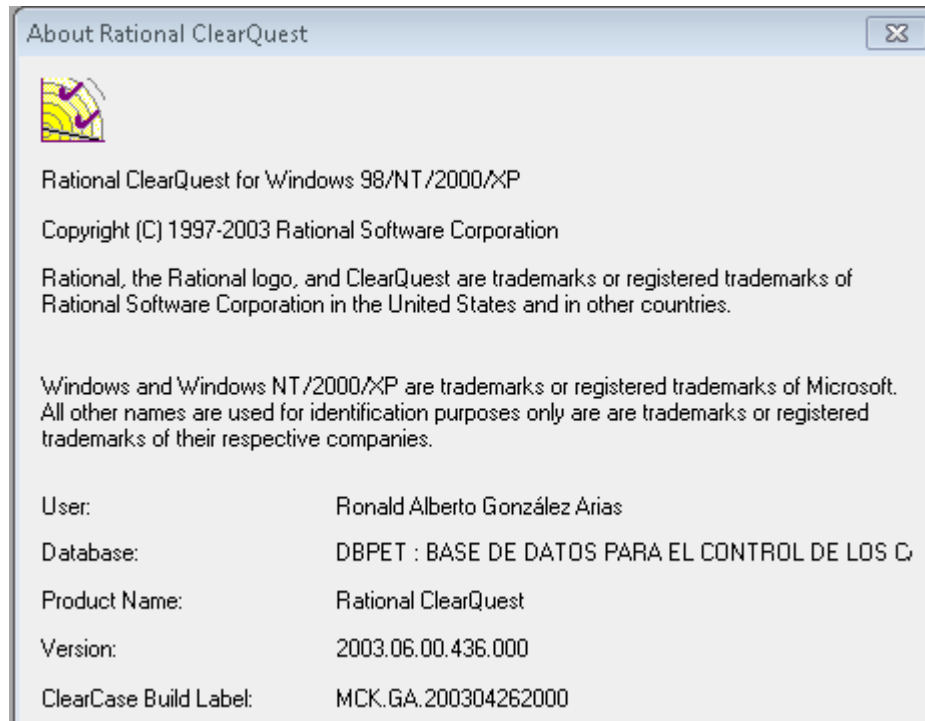 About Rational ClearQuest
Rational ClearQuest for Windows 98/NT/2000/XP
Copyright (C) 1997-2003 Rational Software Corporation
Rational, the Rational logo, and ClearQuest are trademarks or registered trademarks of
Rational Software Corporation in the United States and in other countries.
Windows and Windows NT/2000/XP are trademarks or registered trademarks of Microsoft.
All other names are used for identification purposes only are are trademarks or registered
trademarks of their respective companies.
User: Ronald Alberto González Arias
Database: DBPET : BASE DE DATOS PARA EL CONTROL DE LOS
Product Name: Rational ClearQuest
Version: 2003.06.00.436.000
ClearCase Build Label: MCK.GA.200304262000